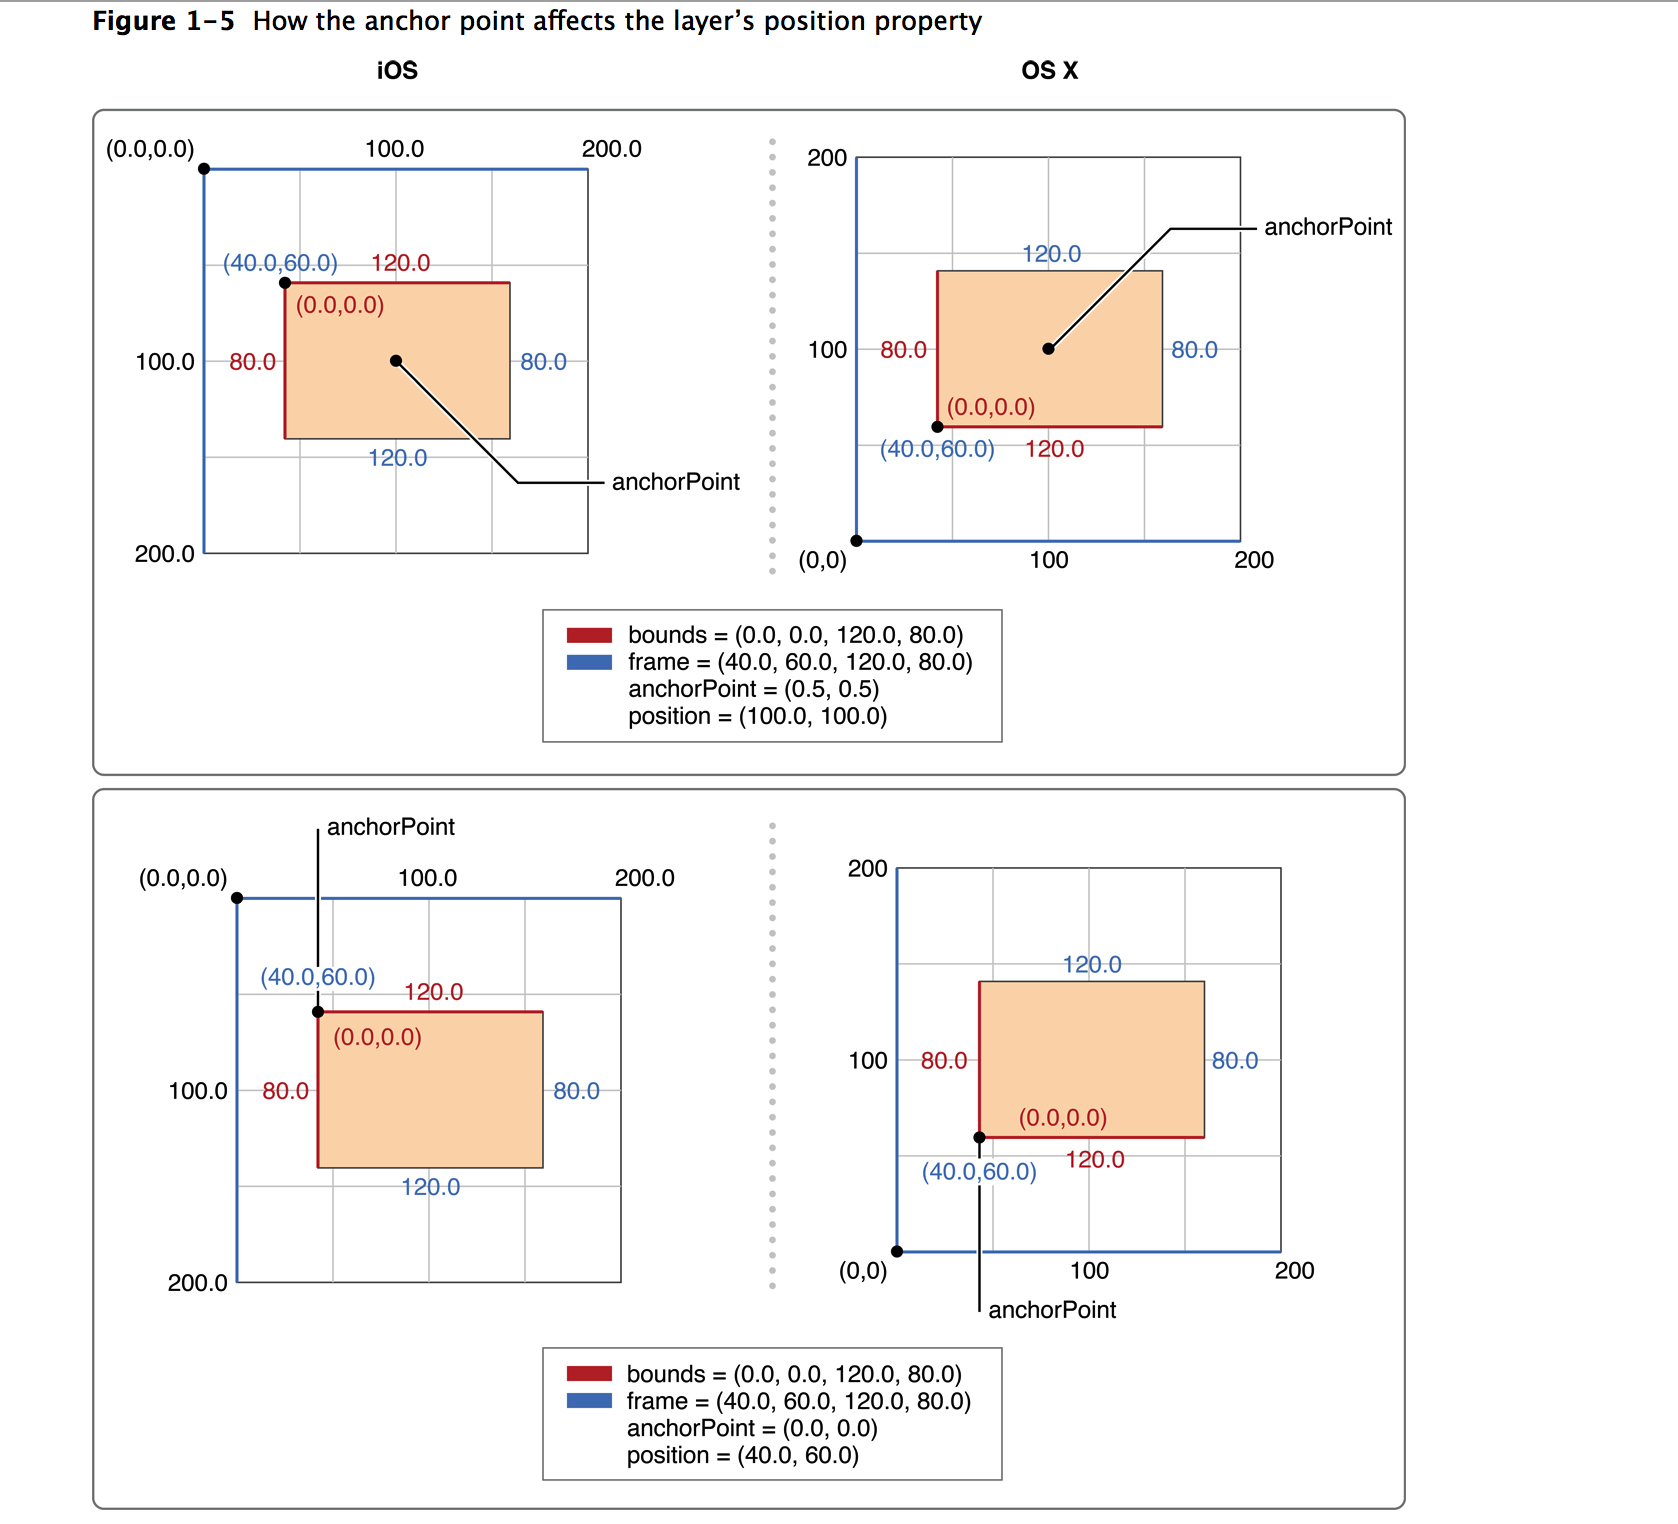 Figure 1-5 How the anchor point affects the layer's position property
iOS
OS X
(0.0,0.0)
100.0
200.0
(40.0,60.0)
120.0
(0.0,0.0)
100.0
80.0
80.0
120.0
anchorPoint
200.0
200
anchorPoint
120.0
100
80.0
80.0
(0.0,0.0)
(40.0,60.0)
120.0
(0,0)
100
200
bounds = (0.0, 0.0, 120.0, 80.0)
frame = (40.0, 60.0, 120.0, 80.0)
anchorPoint = (0.5, 0.5)
position = (100.0, 100.0)
anchorPoint
(0.0,0.0)
100.0
200.0
(40.0,60.0)
120.0
(0.0,0.0)
100.0
80.0
80.0
120.0
200.0
200
120.0
100
80.0
80.0
(0.0,0.0)
(40.0,60.0)
120.0
(0,0)
100
200
anchorPoint
bounds = (0.0, 0.0, 120.0, 80.0)
frame = (40.0, 60.0, 120.0, 80.0)
anchorPoint = (0.0, 0.0)
position = (40.0, 60.0)